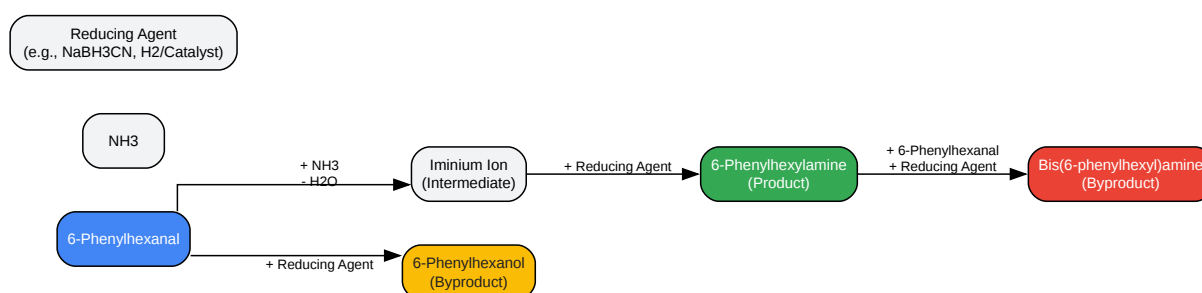 Reducing Agent
(e.g., NaBH3CN, H2/Catalyst)
NH3
+ NH3
- H2O
Iminium Ion
(Intermediate)
+ Reducing Agent
6-Phenylhexylamine
(Product)
+ 6-Phenylhexanal
+ Reducing Agent
Bis(6-phenylhexyl)amine
(Byproduct)
6-Phenylhexanal
+ Reducing Agent
6-Phenylhexanol
(Byproduct)